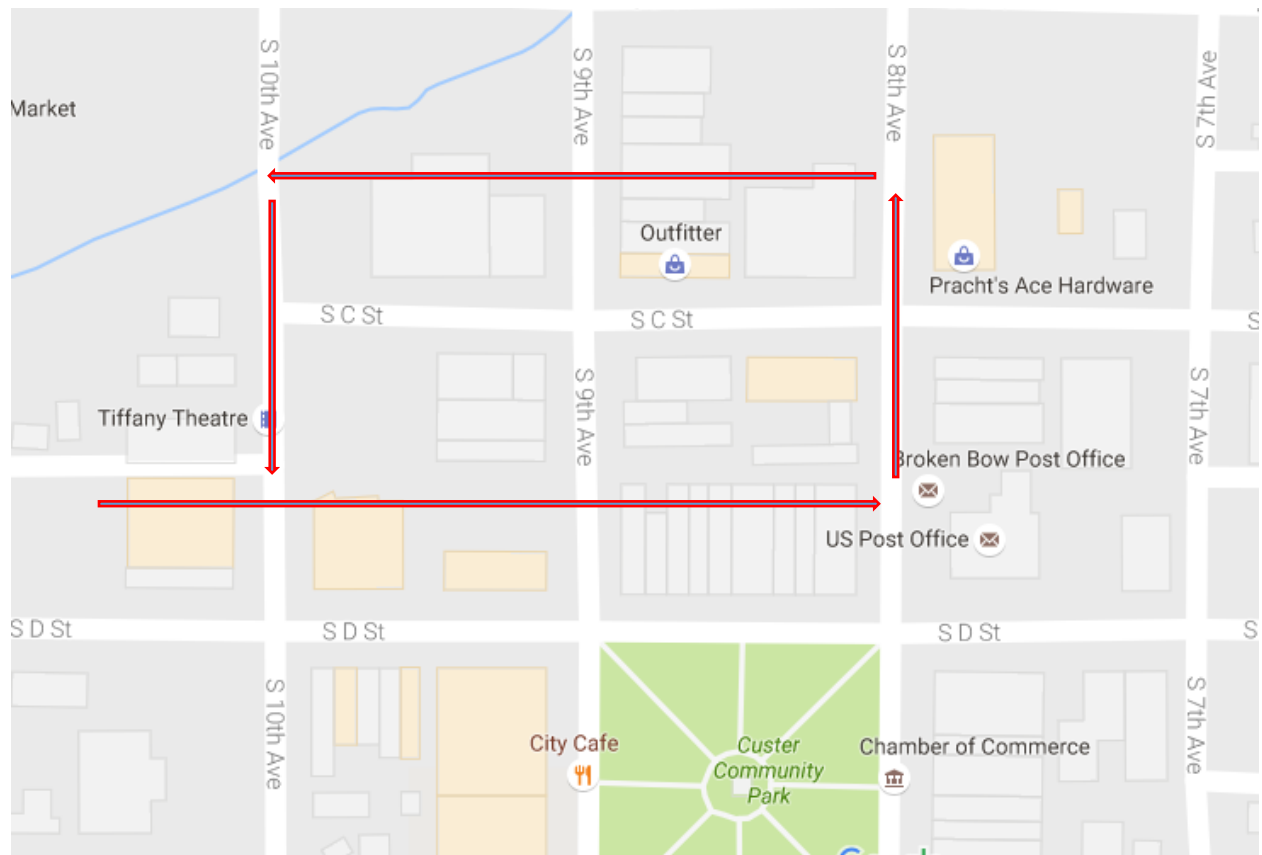 S 10th Ave
S 9th Ave
S 8th Ave
S 7th Ave
Market
Outfitter
Pracht's Ace Hardware
S C St
S C St
S
S 9th Ave
S 7th Ave
Tiffany Theatre
Broken Bow Post Office
US Post Office
S D St
S D St
S D St
S
S 10th Ave
S 7th Ave
City Cafe
Custer
Community
Park
Chamber of Commerce